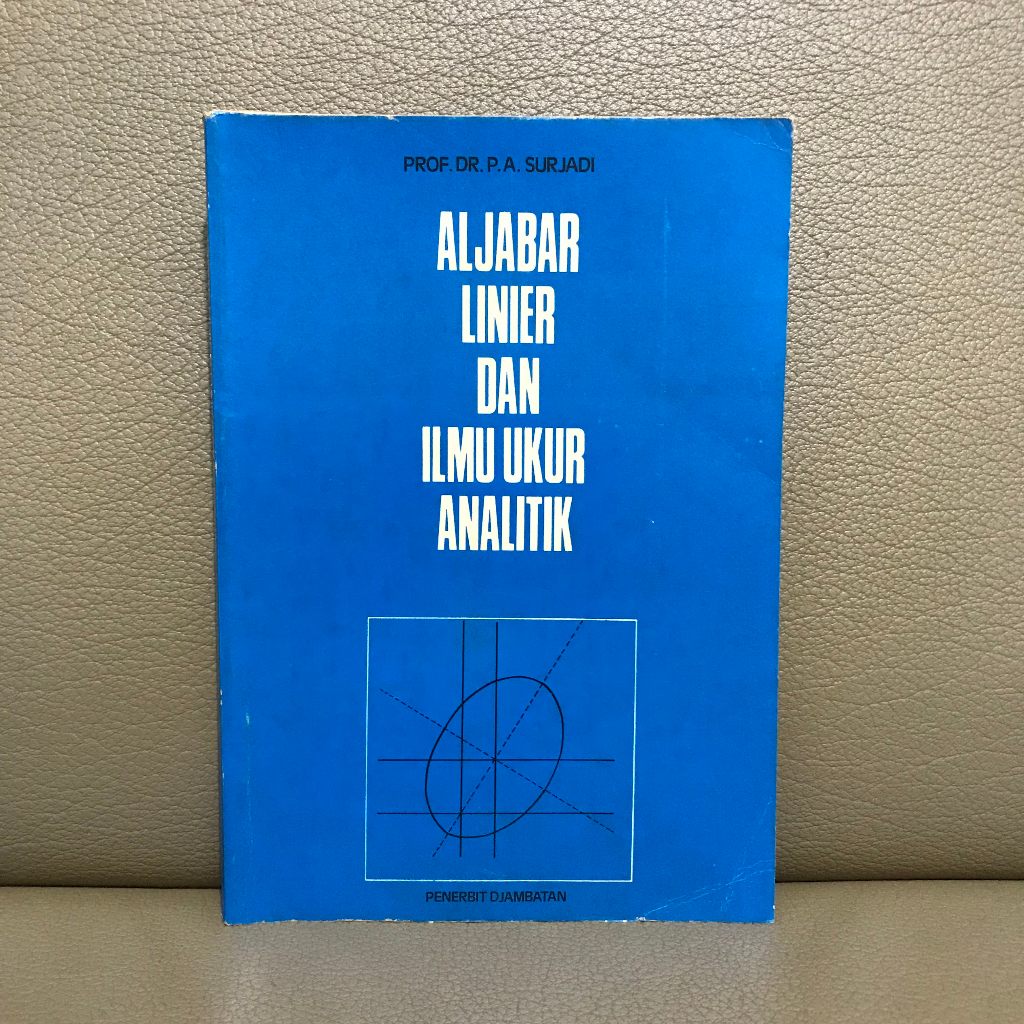 PROF. DR. P.A. SURJADI
ALJABAR
LINIER
DAN
ILMU UKUR
ANALITIK
PENERBIT DJAMBATAN